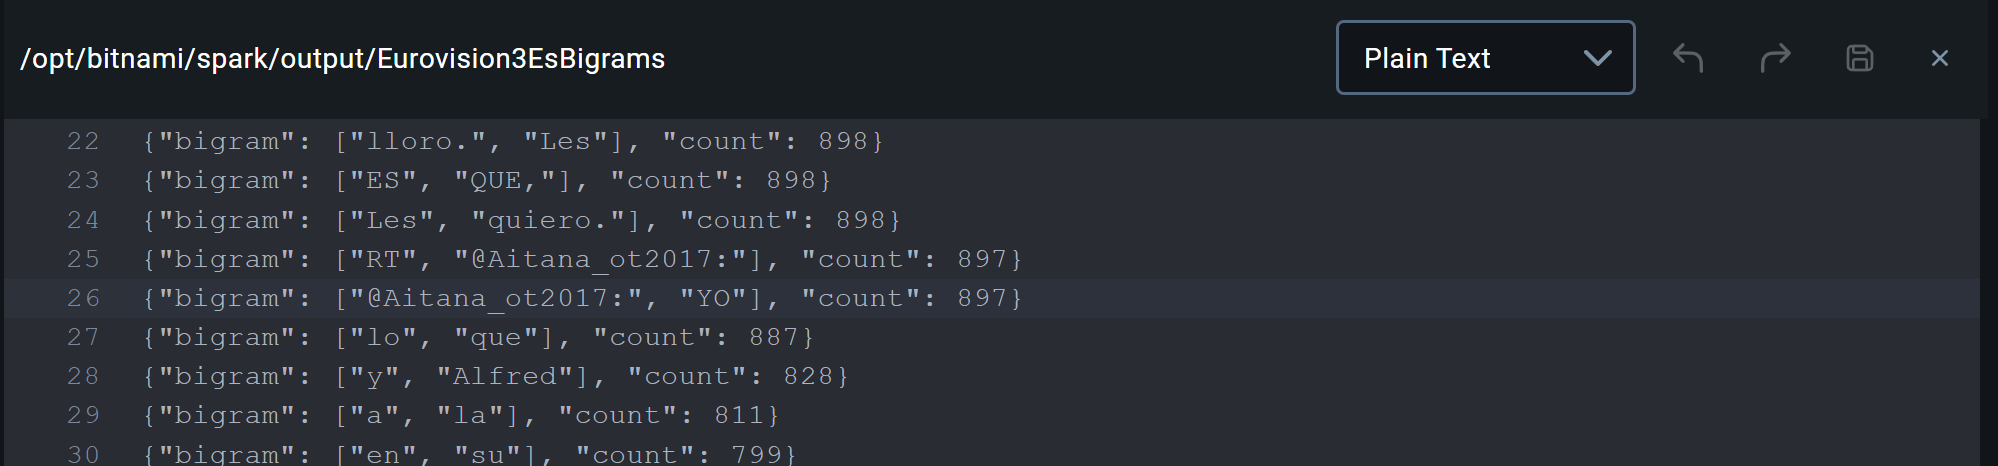 /opt/bitnami/spark/output/Eurovision3EsBigrams Plain Text
22 {"bigram": ["lloro.", "Les"], "count": 898}
23 {"bigram": ["ES", "QUE,"], "count": 898}
24 {"bigram": ["Les", "quiero."], "count": 898}
25 {"bigram": ["RT", "@Aitana_ot2017:"], "count": 897}
26 {"bigram": ["@Aitana_ot2017:", "YO"], "count": 897}
27 {"bigram": ["lo", "que"], "count": 887}
28 {"bigram": ["y", "Alfred"], "count": 828}
29 {"bigram": ["a", "la"], "count": 811}
30 {"bigram": ["en", "su"], "count": 799}